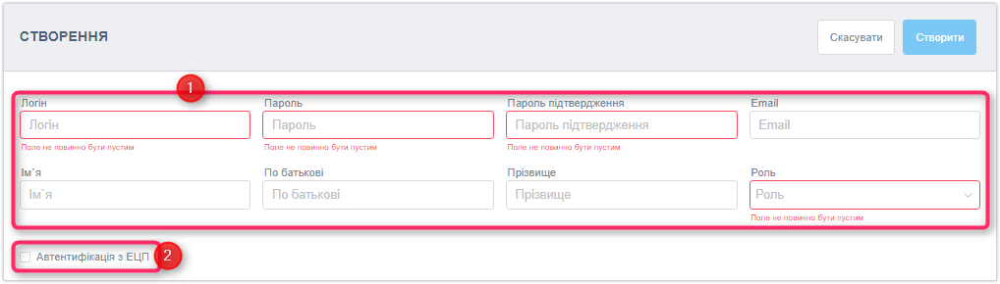 СТВОРЕННЯ
Скасувати
Створити
1
Логін
Пароль
Пароль підтвердження
Email
Логін
Пароль
Пароль підтвердження
Email
Поле не повинно бути пустим
Поле не повинно бути пустим
Поле не повинно бути пустим
Ім`я
По батькові
Прізвище
Роль
Ім`я
По батькові
Прізвище
Роль
Поле не повинно бути пустим
Автентифікація з ЕЦП
2